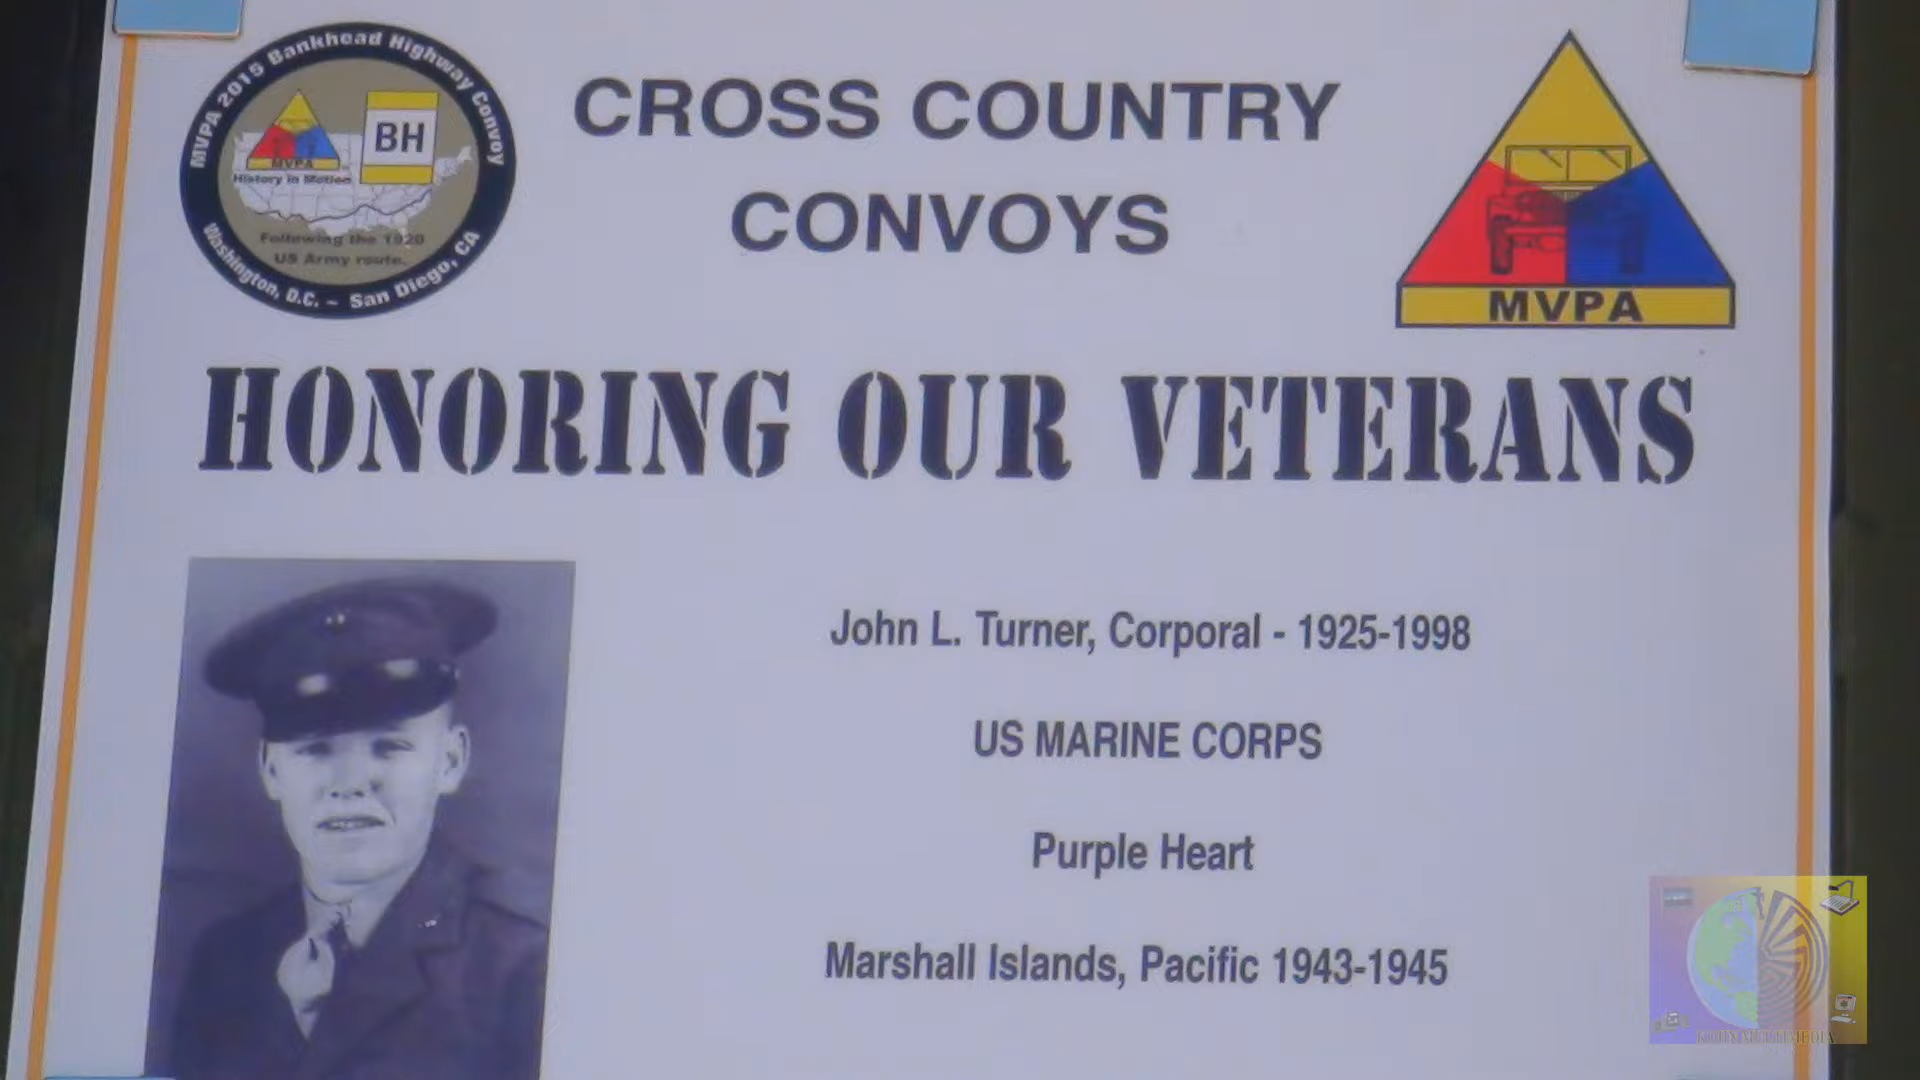 MVPA 2015 Bankhead Highway Convoy
BH
MVPA
History in Motion
Following the 1920
US Army route.
Washington, D.C. ~ San Diego, CA
CROSS COUNTRY
CONVOYS
MVPA
HONORING OUR VETERANS
John L. Turner, Corporal - 1925-1998
US MARINE CORPS
Purple Heart
Marshall Islands, Pacific 1943-1945